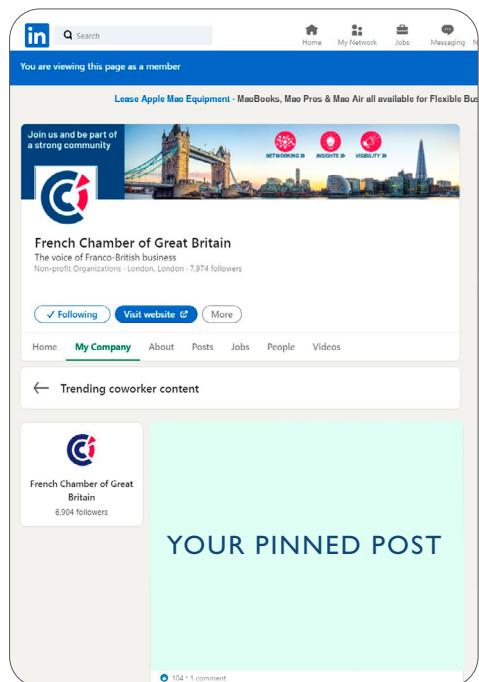 in
Search
Home
My Network
Jobs
Messaging
N
You are viewing this page as a member
Lease Apple Mac Equipment - MacBooks, Mac Pros & Mac Air all available for Flexible Bus
Join us and be part of
a strong community
NETWORKING »
INSIGHTS »
VISIBILITY »
French Chamber of Great Britain
The voice of Franco-British business
Non-profit Organizations · London, London · 7,974 followers
✓ Following
Visit website
More
Home
My Company
About
Posts
Jobs
People
Videos
← Trending coworker content
French Chamber of Great
Britain
6,904 followers
YOUR PINNED POST
104 · 1 comment